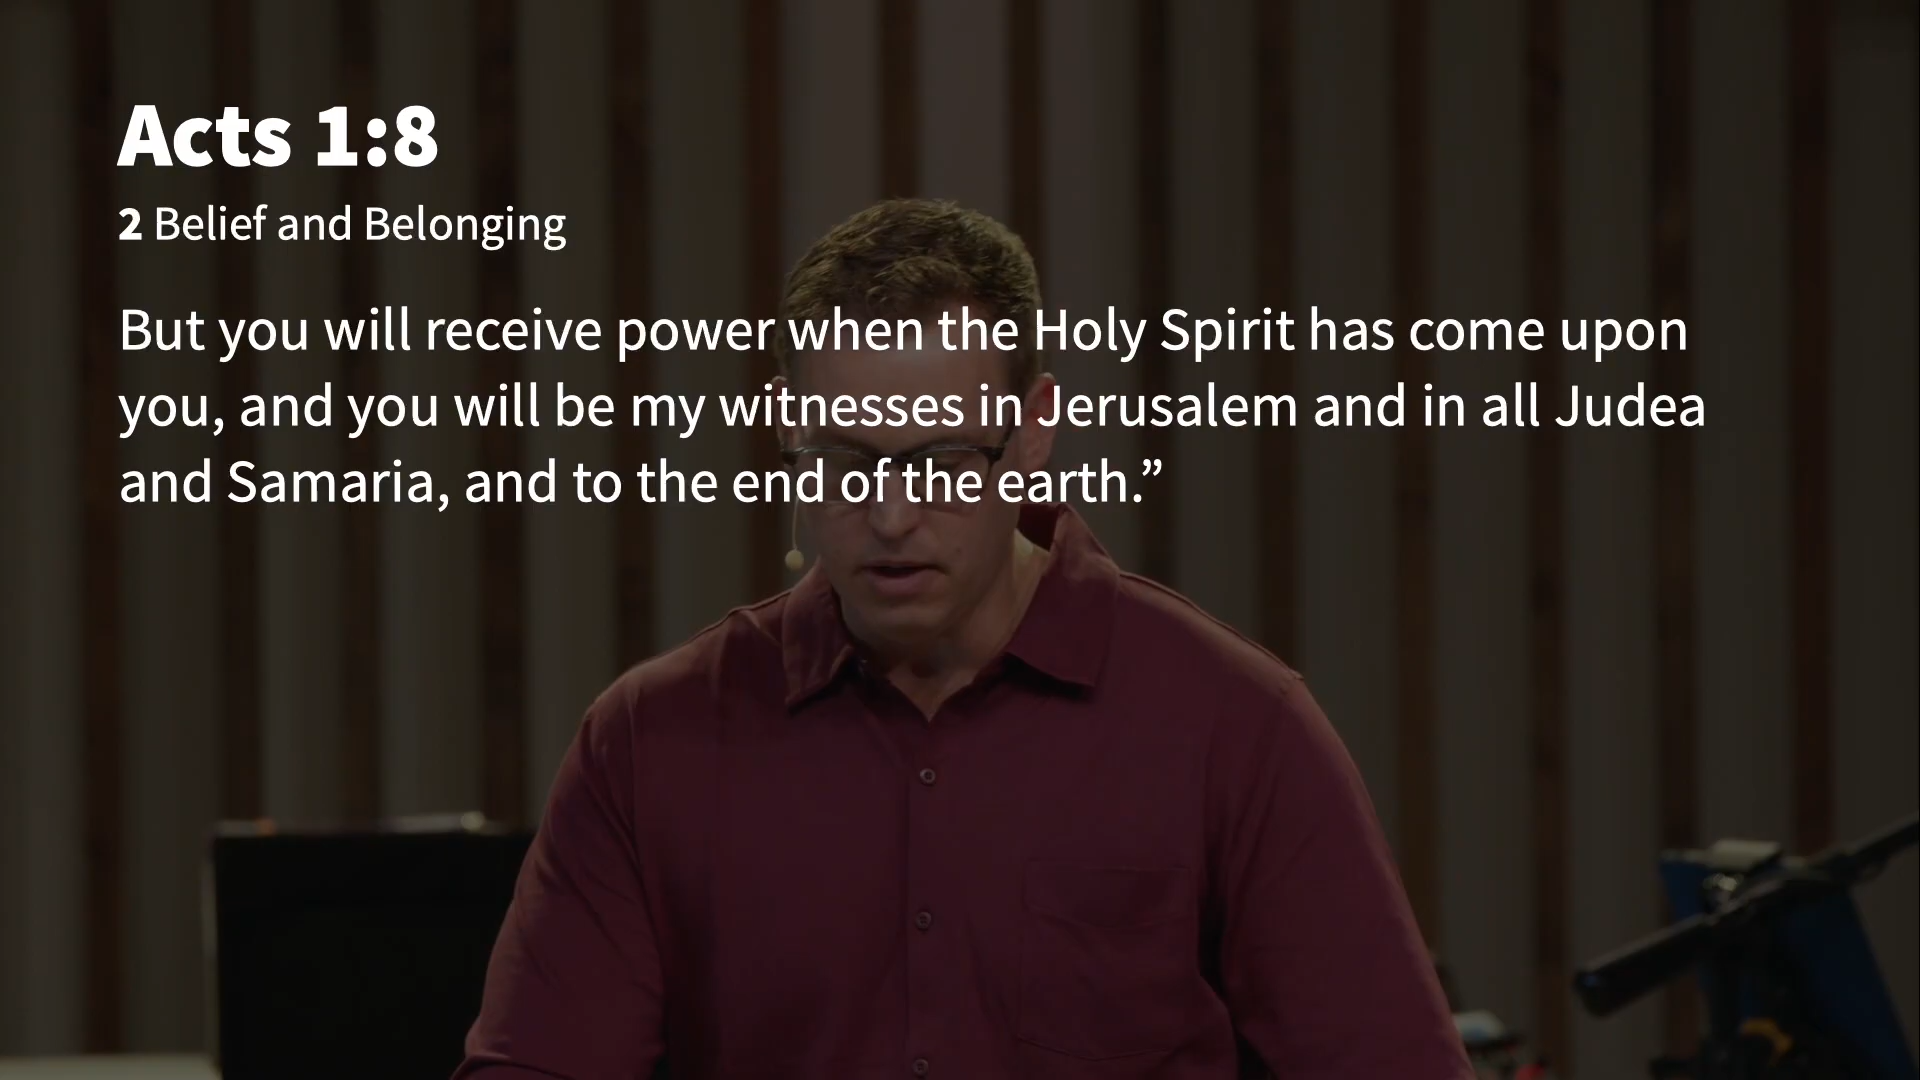 Acts 1:8
2 Belief and Belonging
But you will receive power when the Holy Spirit has come upon
you, and you will be my witnesses in Jerusalem and in all Judea
and Samaria, and to the end of the earth.”